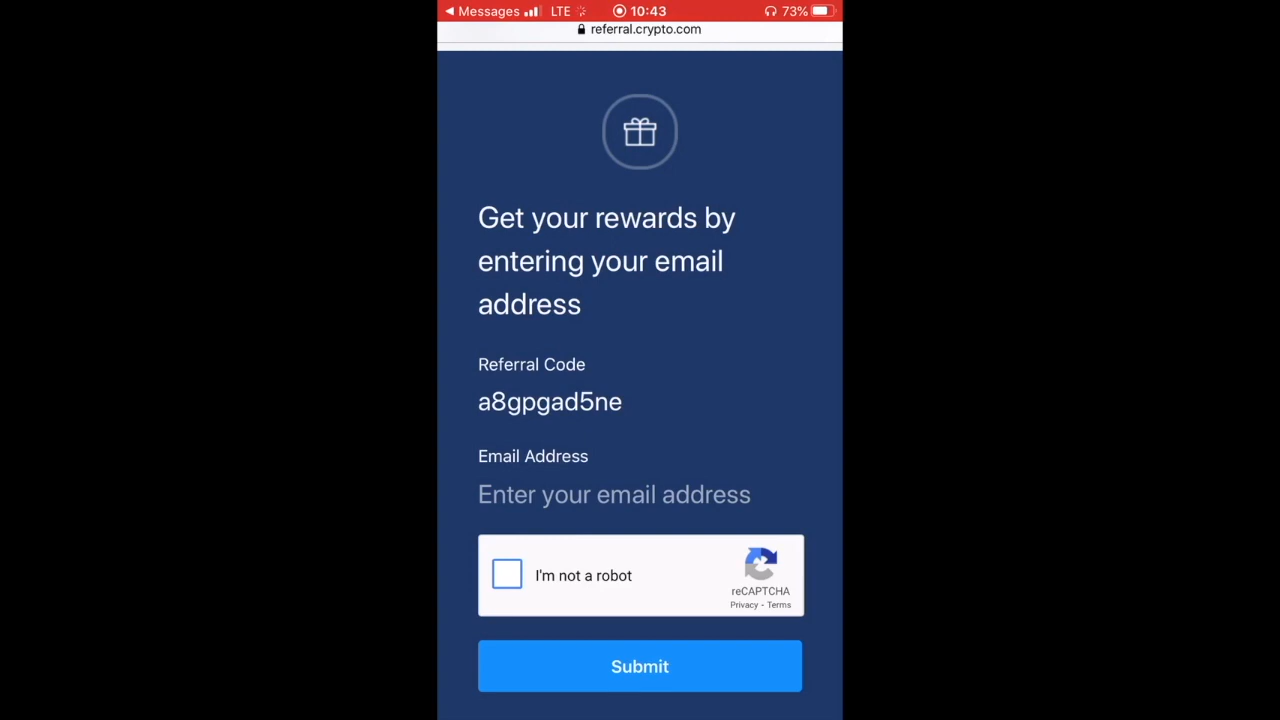 Messages LTE 10:43 73%
referral.crypto.com
Get your rewards by
entering your email
address
Referral Code
a8gpgad5ne
Email Address
Enter your email address
I'm not a robot
reCAPTCHA
Privacy - Terms
Submit